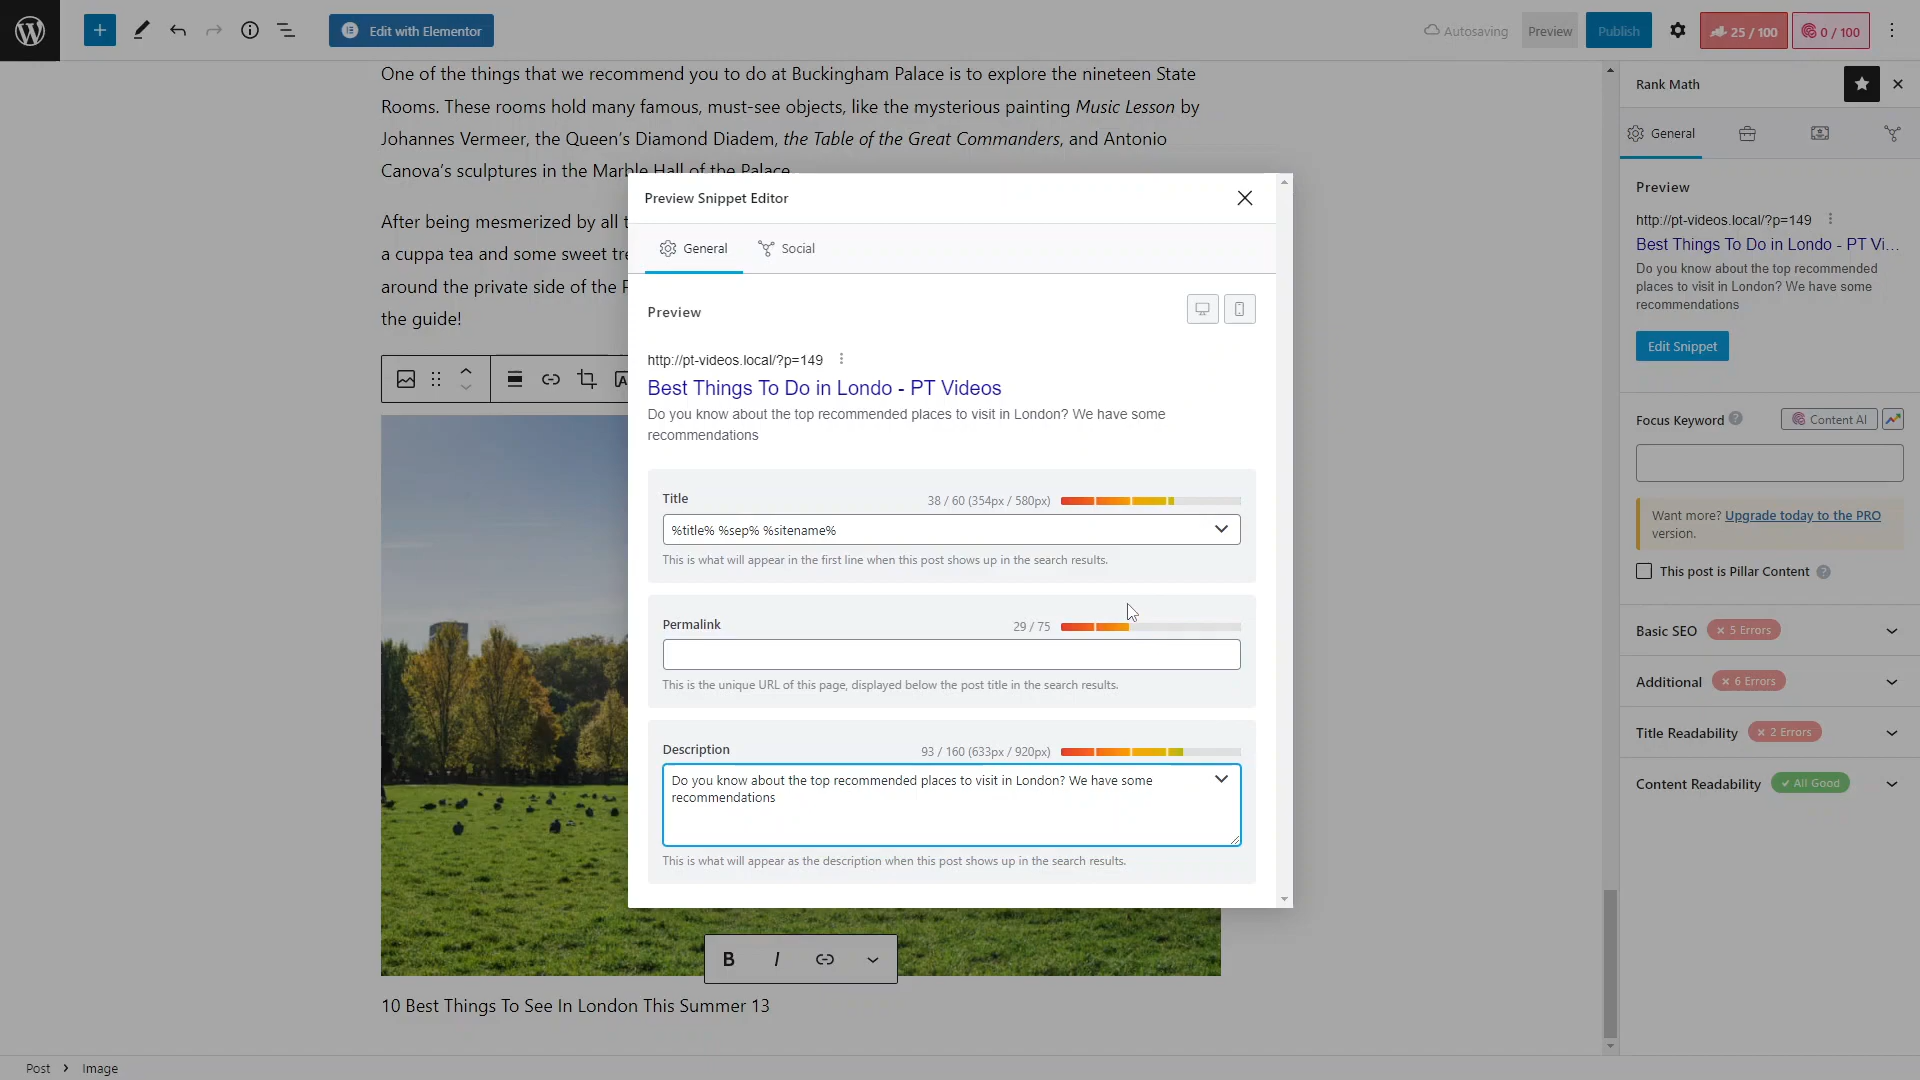 Edit with Elementor
Autosaving
Preview
Publish
25 / 100
0 / 100
One of the things that we recommend you to do at Buckingham Palace is to explore the nineteen State
Rooms. These rooms hold many famous, must-see objects, like the mysterious painting Music Lesson by
Johannes Vermeer, the Queen’s Diamond Diadem, the Table of the Great Commanders, and Antonio
Canova’s sculptures in the Marble Hall of the Palace.
After being mesmerized by all t
a cuppa tea and some sweet tre
around the private side of the
the guide!
10 Best Things To See In London This Summer 13
Post
Image
Preview Snippet Editor
General
Social
Preview
http://pt-videos.local/?p=149
Best Things To Do in Londo - PT Videos
Do you know about the top recommended places to visit in London? We have some
recommendations
Title
38 / 60 (354px / 580px)
%title% %sep% %sitename%
This is what will appear in the first line when this post shows up in the search results.
Permalink
29 / 75
This is the unique URL of this page, displayed below the post title in the search results.
Description
93 / 160 (633px / 920px)
Do you know about the top recommended places to visit in London? We have some
recommendations
This is what will appear as the description when this post shows up in the search results.
B I
Rank Math
General
Preview
http://pt-videos.local/?p=149
Best Things To Do in Londo - PT Vi...
Do you know about the top recommended
places to visit in London? We have some
recommendations
Edit Snippet
Focus Keyword
Content AI
Want more? Upgrade today to the PRO
version.
This post is Pillar Content
Basic SEO
× 5 Errors
Additional
× 6 Errors
Title Readability
× 2 Errors
Content Readability
✓ All Good